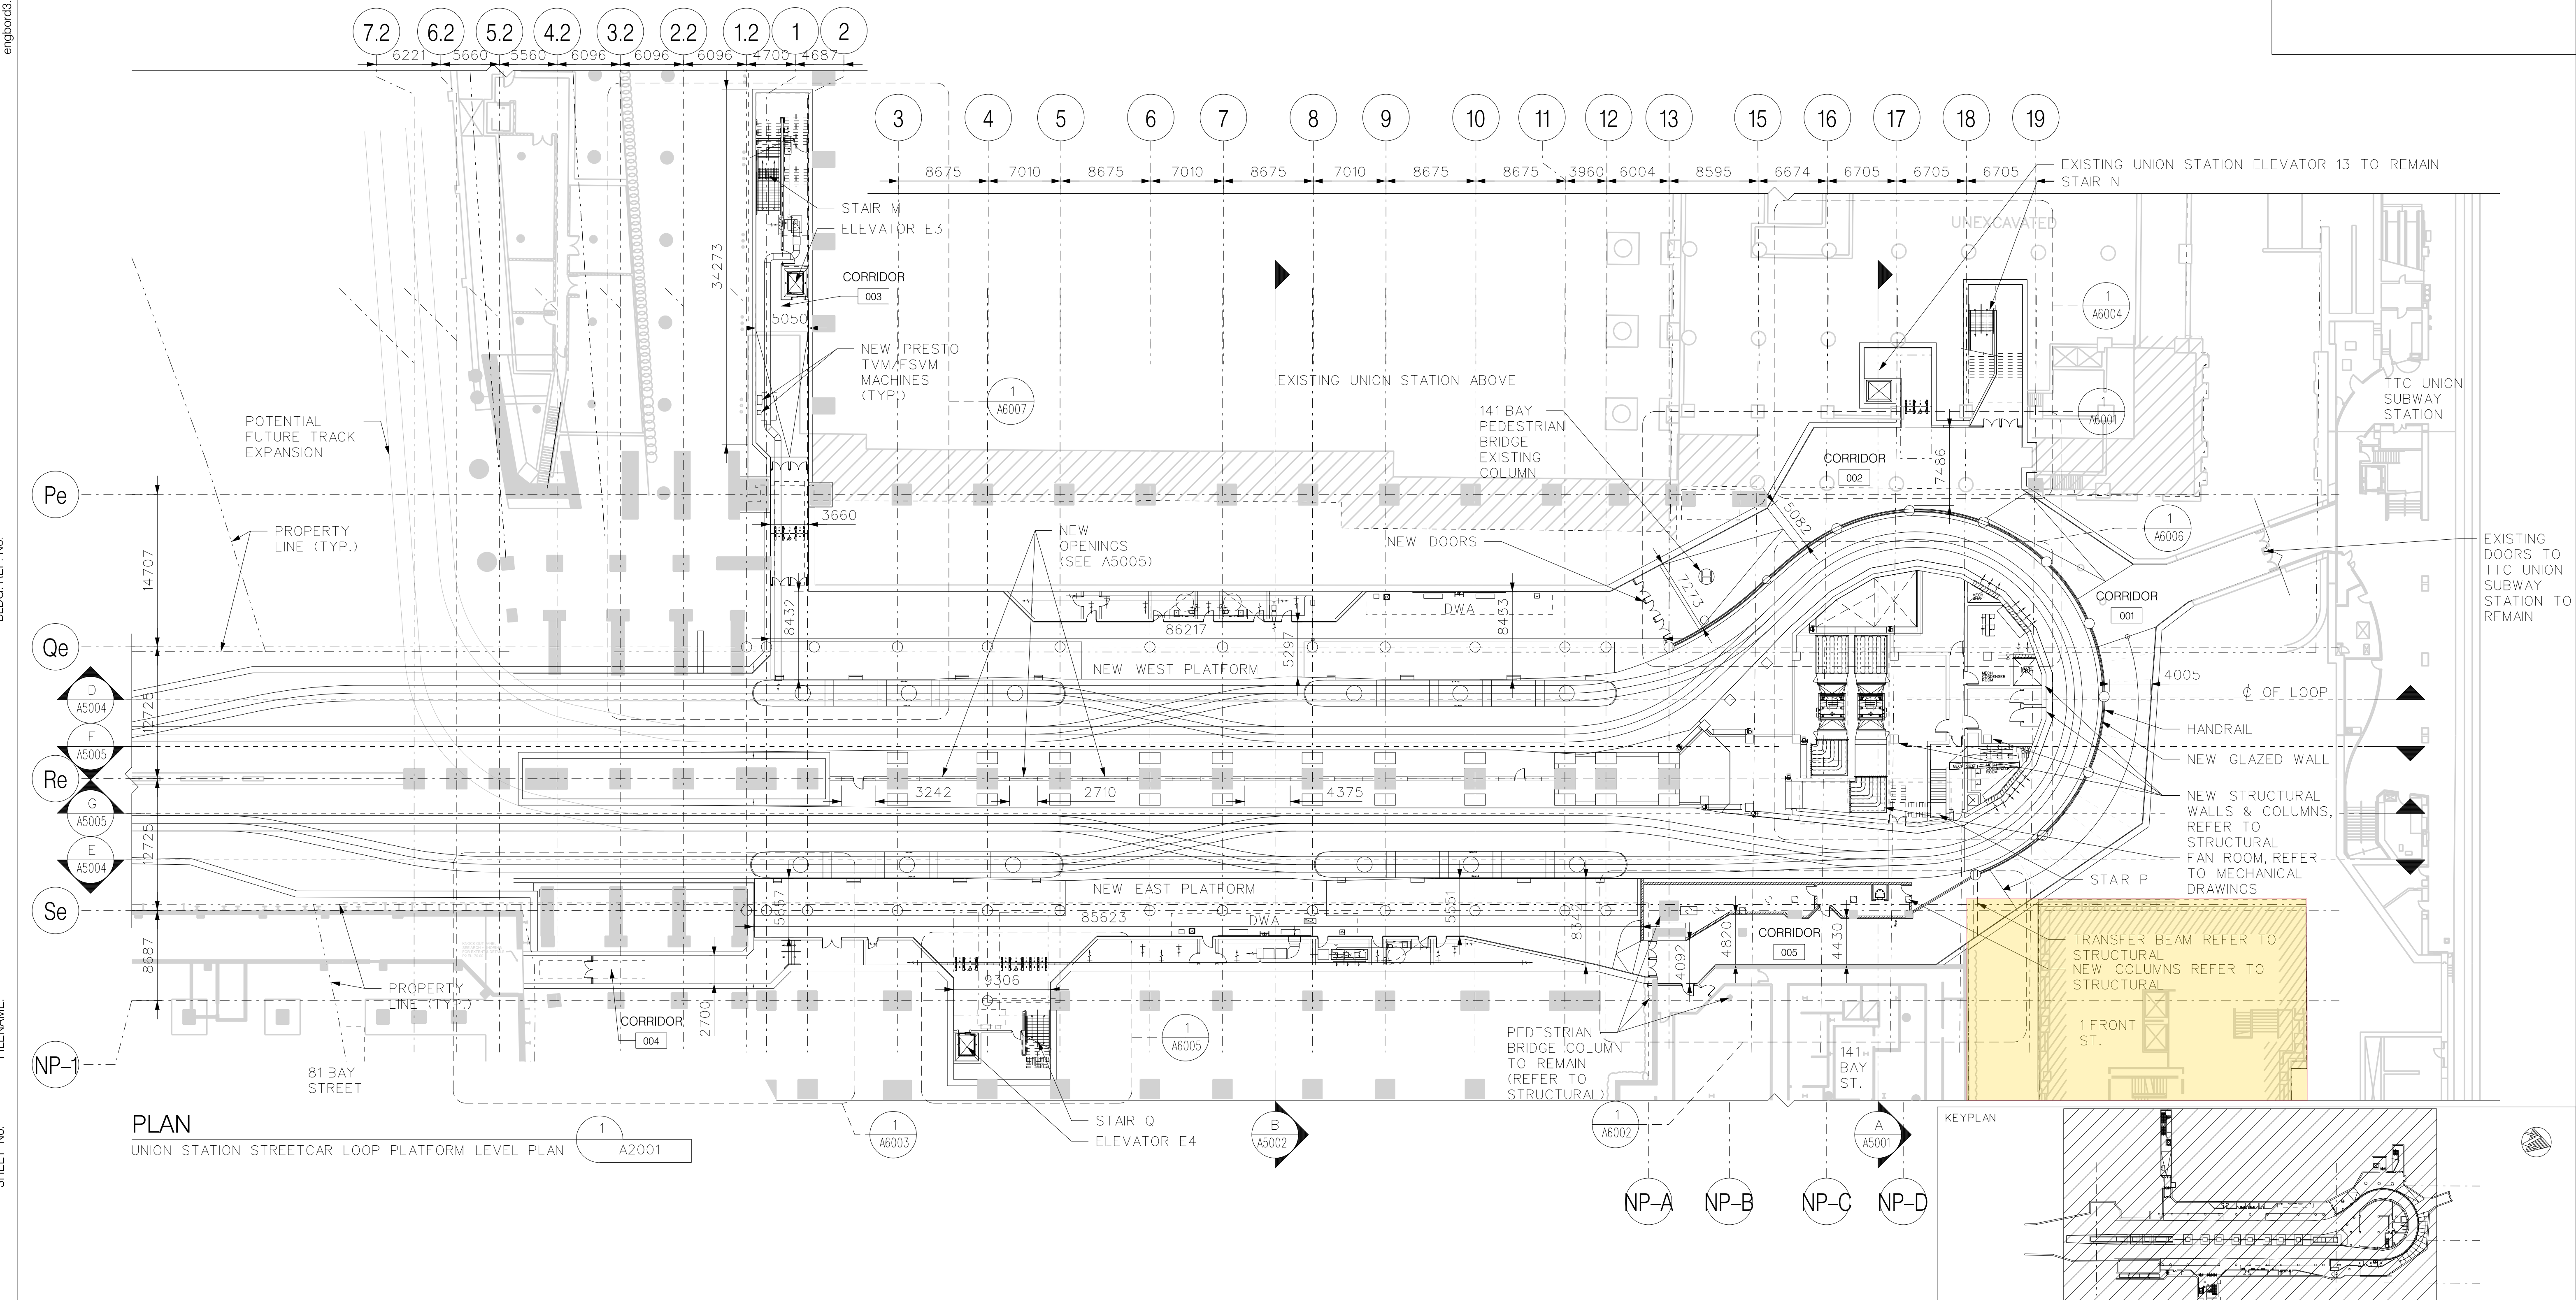 engbord3.
7.2 6.2 5.2 4.2 3.2 2.2 1.2 1 2
6221 5660 5560 6096 6096 6096 4700 4687
3 4 5 6 7 8 9 10 11 12 13 15 16 17 18 19
8675 7010 8675 7010 8675 7010 8675 8675 3960 6004 8595 6674 6705 6705 6705
EXISTING UNION STATION ELEVATOR 13 TO REMAIN
STAIR N
STAIR M
ELEVATOR E3
UNEXCAVATED
34273
CORRIDOR
003
5050
1
A6004
NEW PRESTO
TVM/FSVM
MACHINES
(TYP.)
1
A6007
EXISTING UNION STATION ABOVE
TTC UNION
SUBWAY
STATION
141 BAY
PEDESTRIAN
BRIDGE
EXISTING
COLUMN
1
A6001
POTENTIAL
FUTURE TRACK
EXPANSION
CORRIDOR
002
7486
Pe
3660
5082
1
A6006
PROPERTY
LINE (TYP.)
NEW
OPENINGS
(SEE A5005)
NEW DOORS
EXISTING
DOORS TO
TTC UNION
SUBWAY
STATION TO
REMAIN
14707
7273
8432
DWA
8433
CORRIDOR
001
86217
5297
Qe
NEW WEST PLATFORM
4005
D
A5004
12725
℄ OF LOOP
HANDRAIL
F
A5005
NEW GLAZED WALL
Re
3242
2710
4375
NEW STRUCTURAL
WALLS & COLUMNS,
REFER TO
STRUCTURAL
G
A5005
12725
FAN ROOM, REFER
TO MECHANICAL
DRAWINGS
E
A5004
STAIR P
NEW EAST PLATFORM
Se
5657
85623
DWA
5551
8342
4092
4820
CORRIDOR
005
4430
8687
TRANSFER BEAM REFER TO
STRUCTURAL
NEW COLUMNS REFER TO
STRUCTURAL
PROPERTY
LINE (TYP.)
2700
9306
CORRIDOR
004
1
A6005
1 FRONT
ST.
PEDESTRIAN
BRIDGE COLUMN
TO REMAIN
(REFER TO
STRUCTURAL)
141
BAY
ST.
NP-1
81 BAY
STREET
STAIR Q
ELEVATOR E4
PLAN
UNION STATION STREETCAR LOOP PLATFORM LEVEL PLAN
1
A2001
1
A6003
B
A5002
1
A6002
A
A5001
KEYPLAN
NP-A NP-B NP-C NP-D